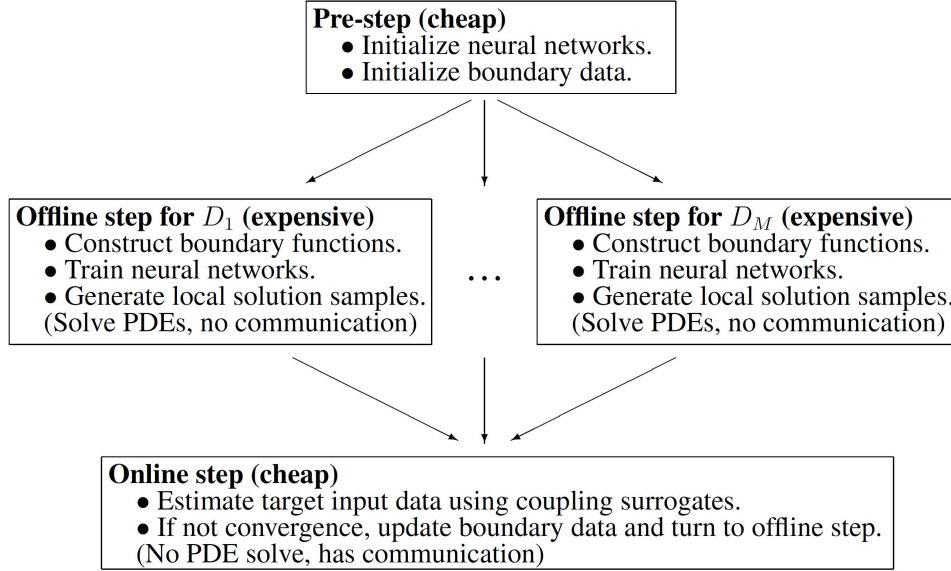 Pre-step (cheap)
• Initialize neural networks.
• Initialize boundary data.
Offline step for D₁ (expensive)
• Construct boundary functions.
• Train neural networks.
• Generate local solution samples.
(Solve PDEs, no communication)
...
Offline step for D_M (expensive)
• Construct boundary functions.
• Train neural networks.
• Generate local solution samples.
(Solve PDEs, no communication)
Online step (cheap)
• Estimate target input data using coupling surrogates.
• If not convergence, update boundary data and turn to offline step.
(No PDE solve, has communication)